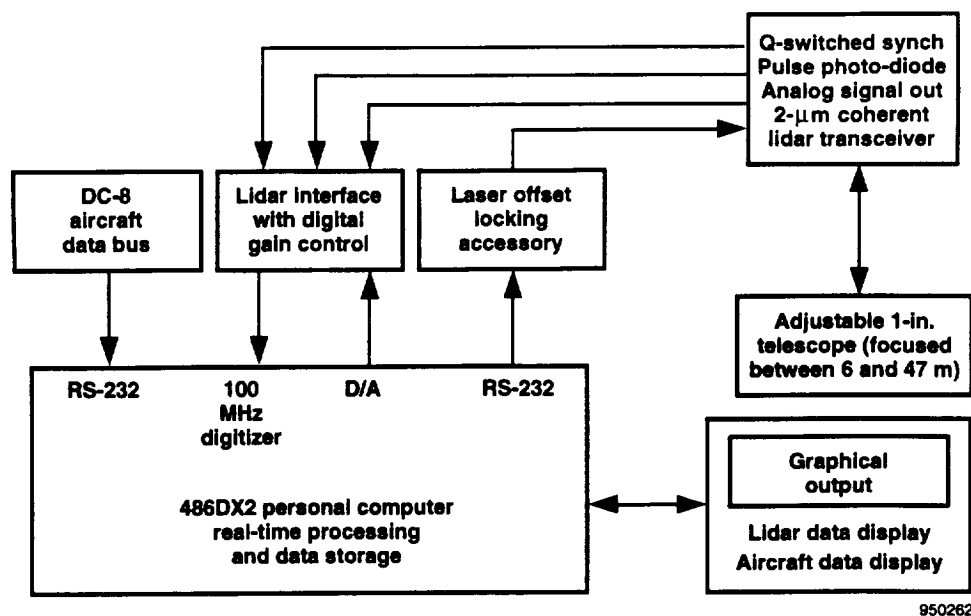 Q-switched synch
Pulse photo-diode
Analog signal out
2-μm coherent
lidar transceiver
DC-8
aircraft
data bus
Lidar interface
with digital
gain control
Laser offset
locking
accessory
Adjustable 1-in.
telescope (focused
between 6 and 47 m)
RS-232
100
MHz
digitizer
D/A
RS-232
486DX2 personal computer
real-time processing
and data storage
Graphical
output
Lidar data display
Aircraft data display
950262